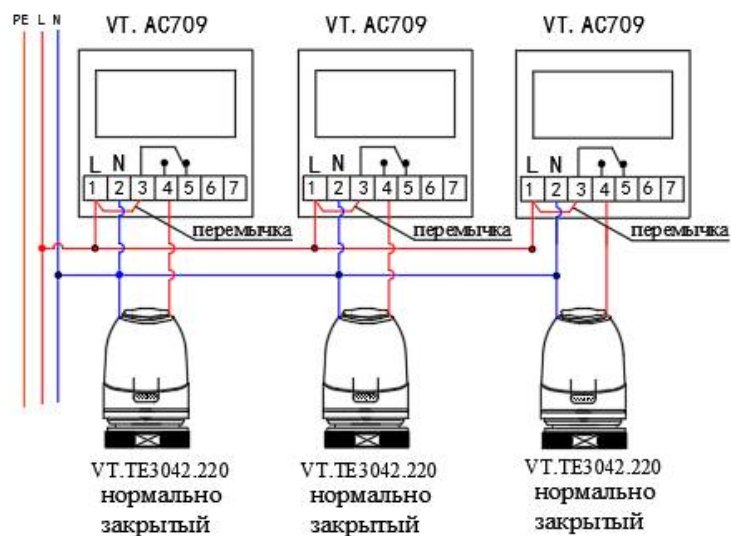 PE L N
VT. AC709 VT. AC709 VT. AC709
L N L N L N
1 2 3 4 5 6 7 1 2 3 4 5 6 7 1 2 3 4 5 6 7
перемычка перемычка перемычка
VT.TE3042.220 VT.TE3042.220 VT.TE3042.220
нормально нормально нормально
закрытый закрытый закрытый